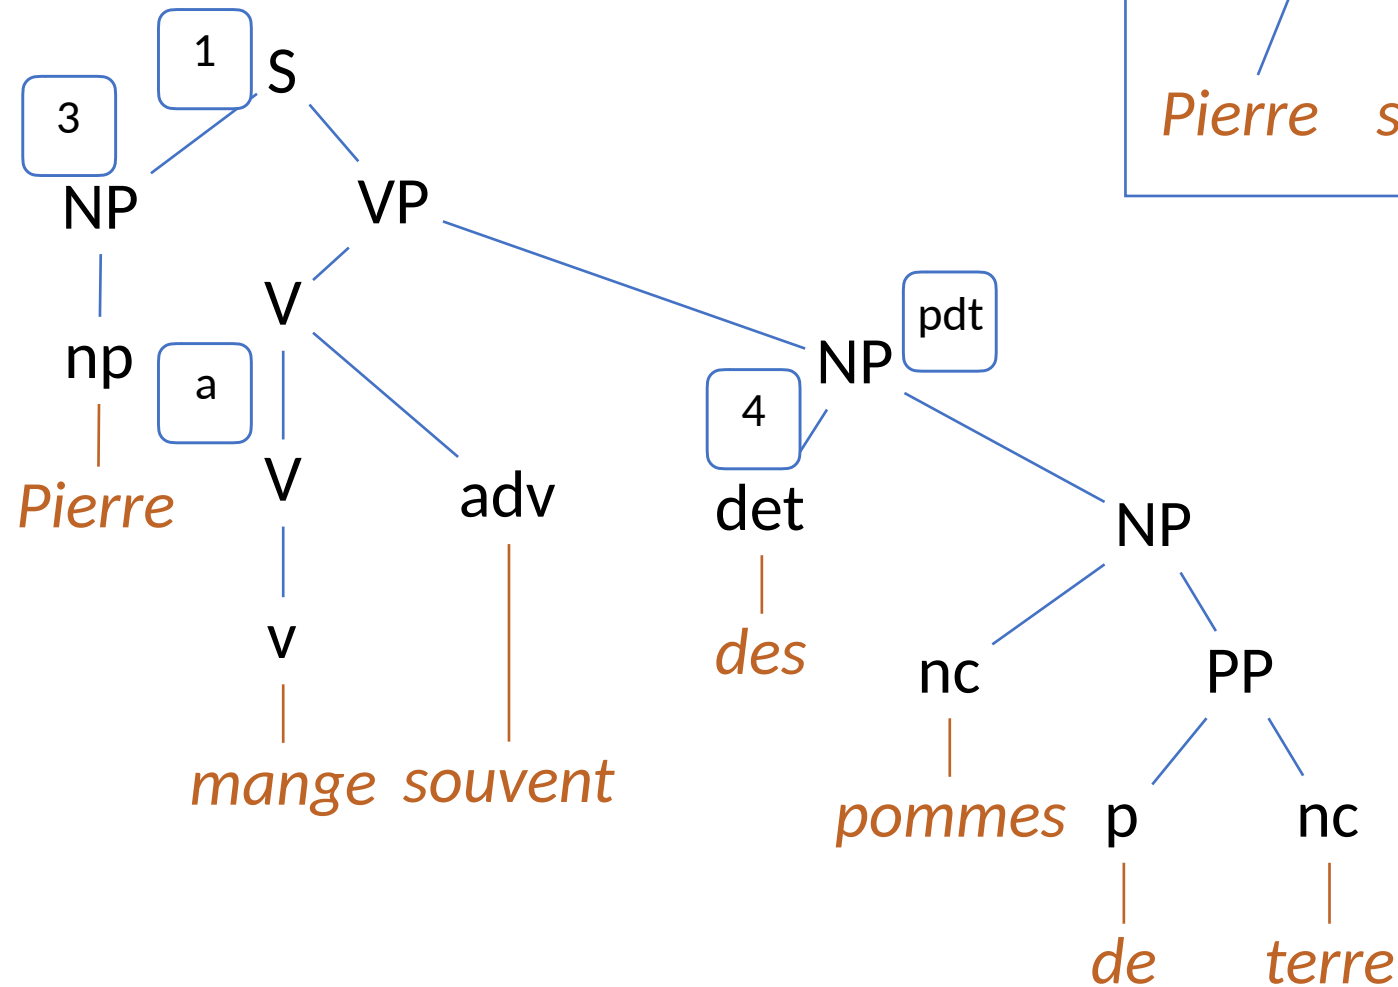 1
S
3
Pierre s
NP
VP
V
pdt
np
a
NP
4
V
adv
det
Pierre
NP
des
v
nc
PP
mange souvent
pommes
p
nc
de
terre